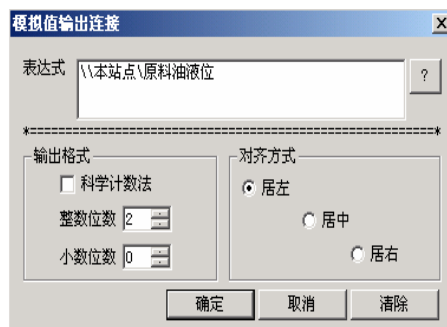 模拟值输出连接
表达式 \\本站点\原料油液位 ?
*==================================================*
输出格式
科学计数法
整数位数 2
小数位数 0
对齐方式
居左
居中
居右
确定 取消 清除